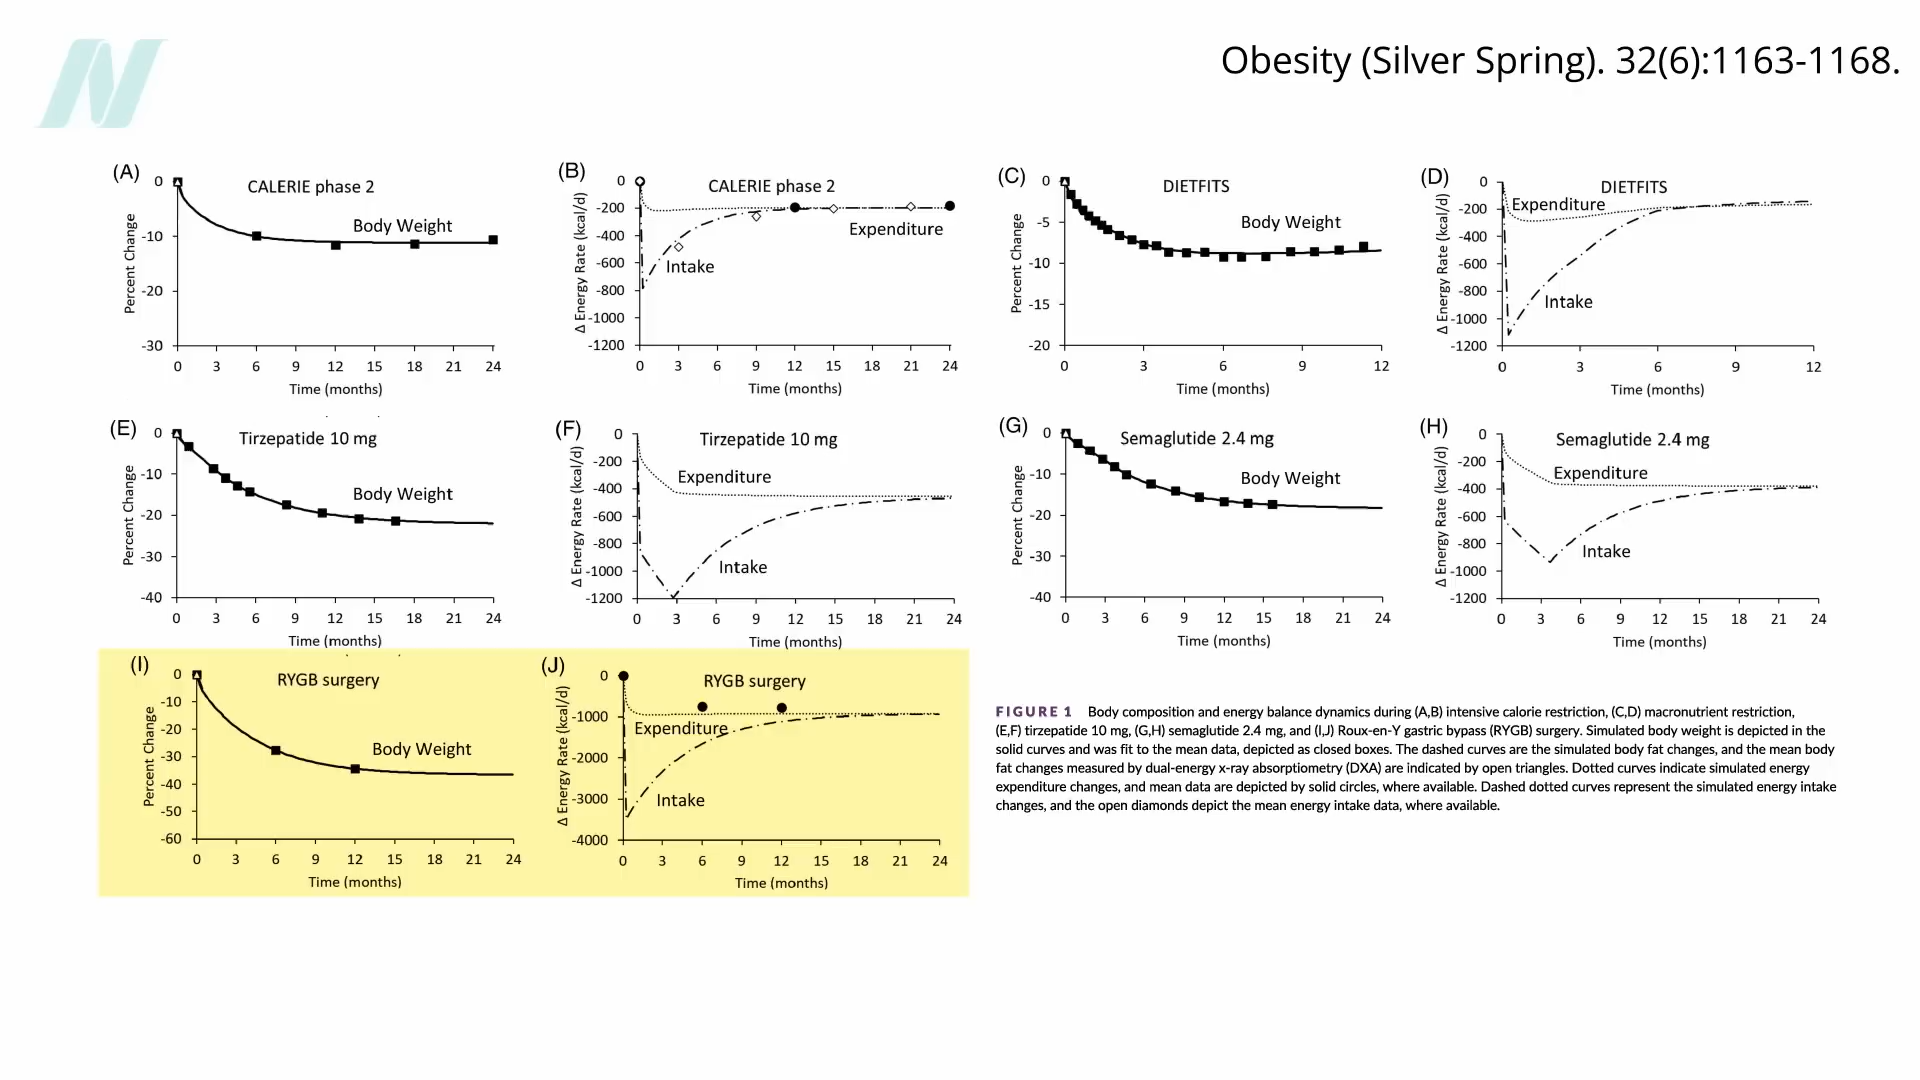 Obesity (Silver Spring). 32(6):1163-1168.
(A)
CALERIE phase 2
Body Weight
Percent Change
0
-10
-20
-30
0 3 6 9 12 15 18 21 24
Time (months)
(B)
CALERIE phase 2
Expenditure
Intake
Δ Energy Rate (kcal/d)
0
-200
-400
-600
-800
-1000
-1200
0 3 6 9 12 15 18 21 24
Time (months)
(C)
DIETFITS
Body Weight
Percent Change
0
-5
-10
-15
-20
0 3 6 9 12
Time (months)
(D)
DIETFITS
Expenditure
Intake
Δ Energy Rate (kcal/d)
0
-200
-400
-600
-800
-1000
-1200
0 3 6 9 12
Time (months)
(E)
Tirzepatide 10 mg
Body Weight
Percent Change
0
-10
-20
-30
-40
0 3 6 9 12 15 18 21 24
Time (months)
(F)
Tirzepatide 10 mg
Expenditure
Intake
Δ Energy Rate (kcal/d)
0
-200
-400
-600
-800
-1000
-1200
0 3 6 9 12 15 18 21 24
Time (months)
(G)
Semaglutide 2.4 mg
Body Weight
Percent Change
0
-10
-20
-30
-40
0 3 6 9 12 15 18 21 24
Time (months)
(H)
Semaglutide 2.4 mg
Expenditure
Intake
Δ Energy Rate (kcal/d)
0
-200
-400
-600
-800
-1000
-1200
0 3 6 9 12 15 18 21 24
Time (months)
(I)
RYGB surgery
Body Weight
Percent Change
0
-10
-20
-30
-40
-50
-60
0 3 6 9 12 15 18 21 24
Time (months)
(J)
RYGB surgery
Expenditure
Intake
Δ Energy Rate (kcal/d)
0
-1000
-2000
-3000
-4000
0 3 6 9 12 15 18 21 24
Time (months)
FIGURE 1 Body composition and energy balance dynamics during (A,B) intensive calorie restriction, (C,D) macronutrient restriction,
(E,F) tirzepatide 10 mg, (G,H) semaglutide 2.4 mg, and (I,J) Roux-en-Y gastric bypass (RYGB) surgery. Simulated body weight is depicted in the
solid curves and was fit to the mean data, depicted as closed boxes. The dashed curves are the simulated body fat changes, and the mean body
fat changes measured by dual-energy x-ray absorptiometry (DXA) are indicated by open triangles. Dotted curves indicate simulated energy
expenditure changes, and mean data are depicted by solid circles, where available. Dashed dotted curves represent the simulated energy intake
changes, and the open diamonds depict the mean energy intake data, where available.